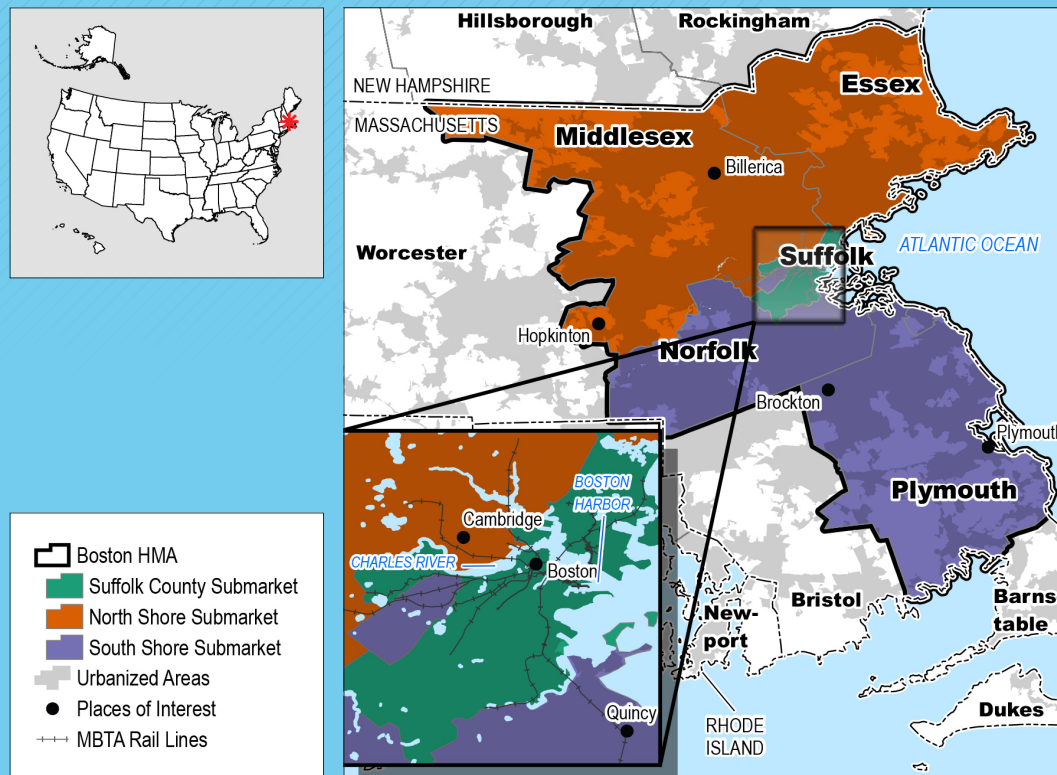 Hillsborough
Rockingham
Essex
NEW HAMPSHIRE
MASSACHUSETTS
Middlesex
Billerica
Worcester
Suffolk
ATLANTIC OCEAN
Hopkinton
Norfolk
Brockton
Plymouth
Plymouth
BOSTON
HARBOR
Cambridge
CHARLES RIVER
Boston
Quincy
New-
port
Bristol
Barns
table
RHODE
ISLAND
Dukes
Boston HMA
Suffolk County Submarket
North Shore Submarket
South Shore Submarket
Urbanized Areas
Places of Interest
MBTA Rail Lines